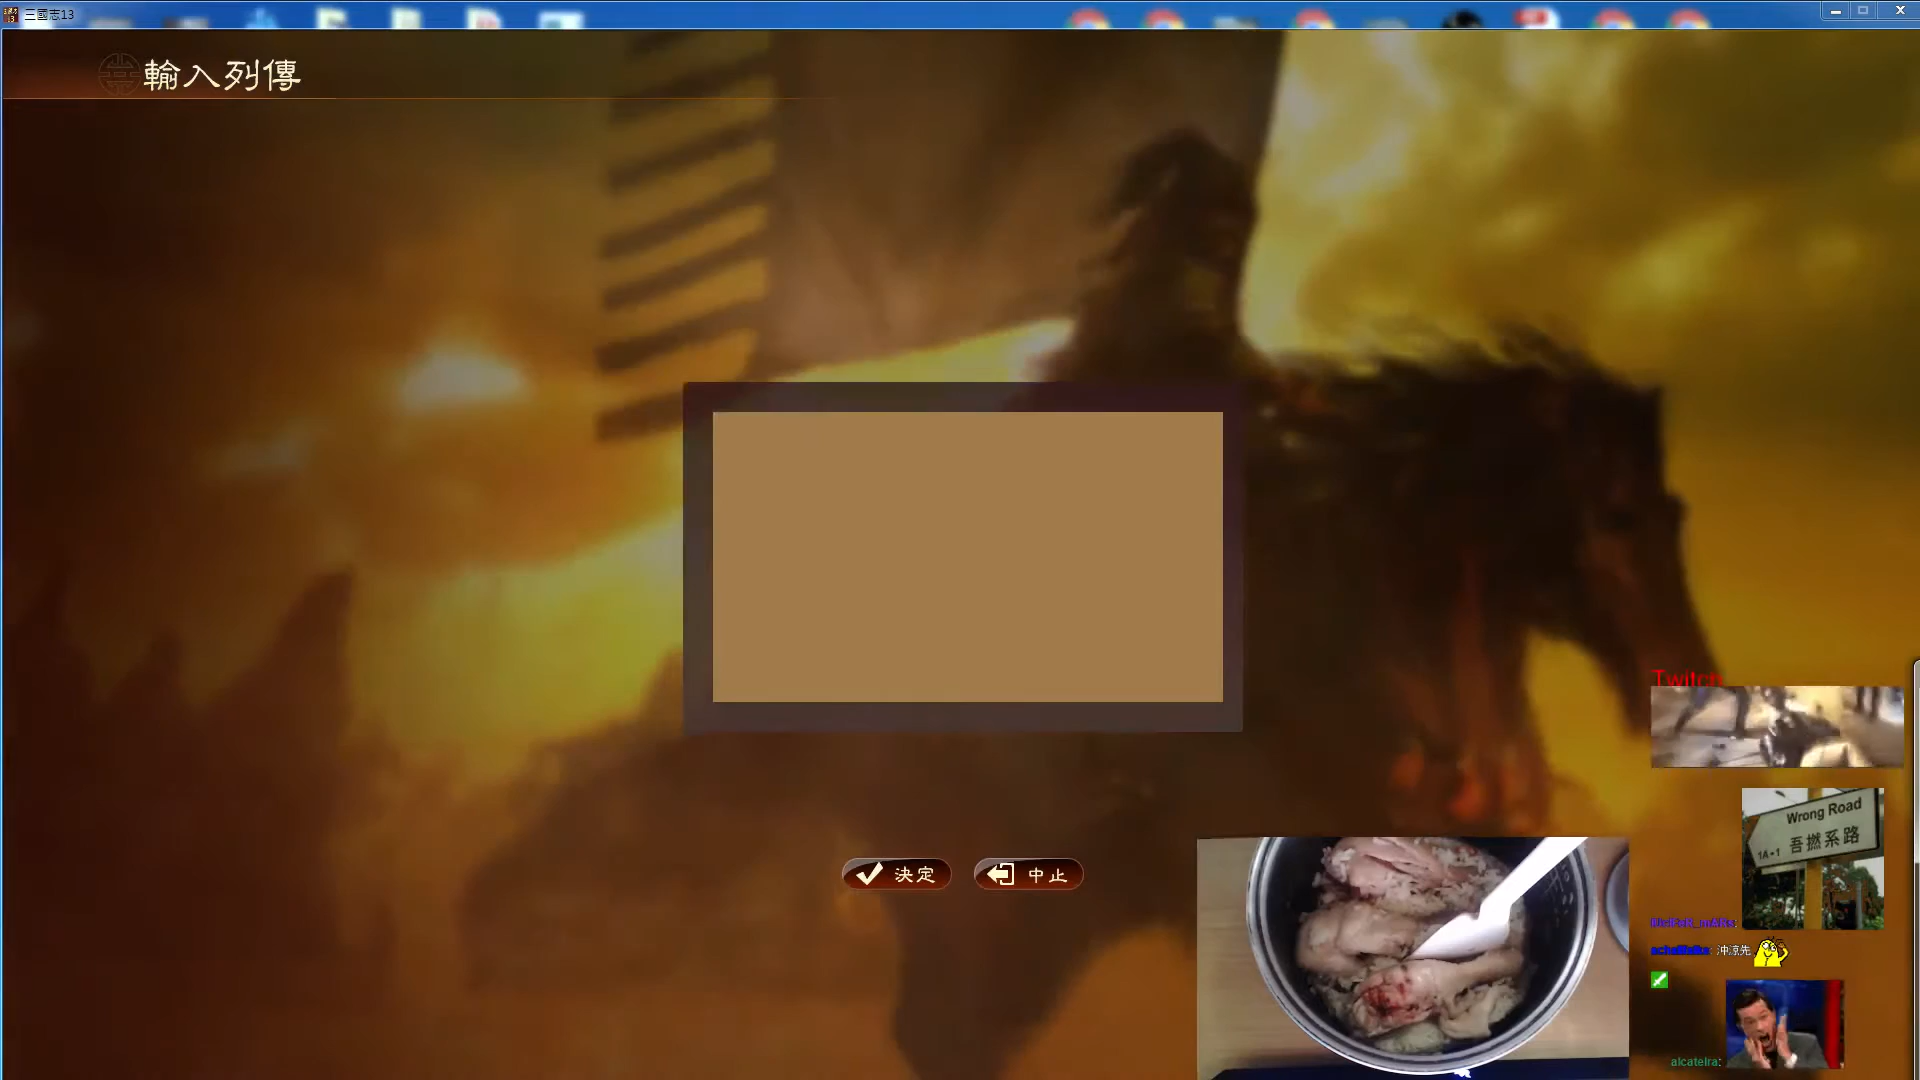 三國志13
輸入列傳
決定
中止
Twitch
Wrong Road
吾撚系路
1A-1
沖涼先
alcateira: